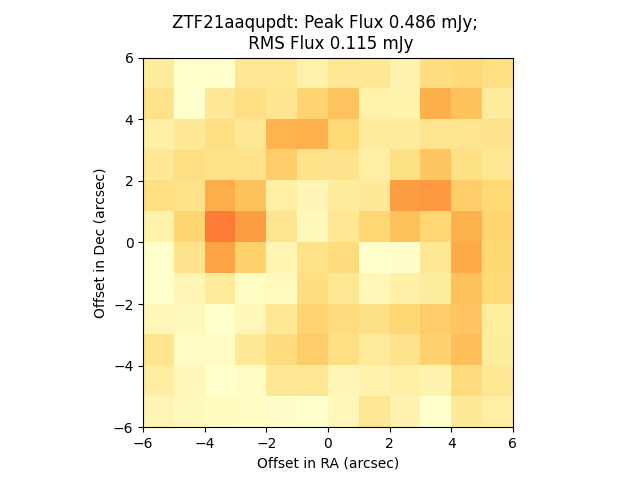 ZTF21aaqupdt: Peak Flux 0.486 mJy;
RMS Flux 0.115 mJy
6
4
2
0
−2
−4
−6
Offset in Dec (arcsec)
−6 −4 −2 0 2 4 6
Offset in RA (arcsec)